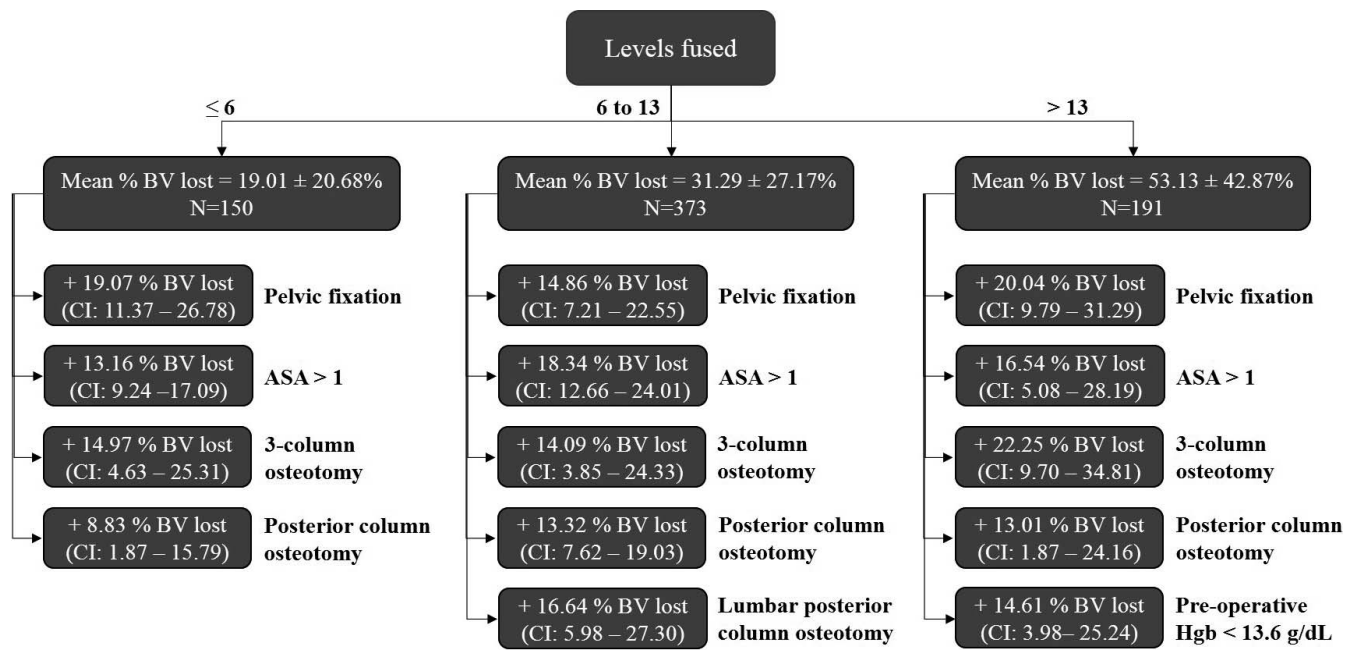 Levels fused
≤ 6
6 to 13
> 13
Mean % BV lost = 19.01 ± 20.68%
N=150
+ 19.07 % BV lost
(CI: 11.37 – 26.78)
Pelvic fixation
+ 13.16 % BV lost
(CI: 9.24 –17.09)
ASA > 1
+ 14.97 % BV lost
(CI: 4.63 – 25.31)
3-column
osteotomy
+ 8.83 % BV lost
(CI: 1.87 – 15.79)
Posterior column
osteotomy
Mean % BV lost = 31.29 ± 27.17%
N=373
+ 14.86 % BV lost
(CI: 7.21 – 22.55)
Pelvic fixation
+ 18.34 % BV lost
(CI: 12.66 – 24.01)
ASA > 1
+ 14.09 % BV lost
(CI: 3.85 – 24.33)
3-column
osteotomy
+ 13.32 % BV lost
(CI: 7.62 – 19.03)
Posterior column
osteotomy
+ 16.64 % BV lost
(CI: 5.98 – 27.30)
Lumbar posterior
column osteotomy
Mean % BV lost = 53.13 ± 42.87%
N=191
+ 20.04 % BV lost
(CI: 9.79 – 31.29)
Pelvic fixation
+ 16.54 % BV lost
(CI: 5.08 – 28.19)
ASA > 1
+ 22.25 % BV lost
(CI: 9.70 – 34.81)
3-column
osteotomy
+ 13.01 % BV lost
(CI: 1.87 – 24.16)
Posterior column
osteotomy
+ 14.61 % BV lost
(CI: 3.98– 25.24)
Pre-operative
Hgb < 13.6 g/dL